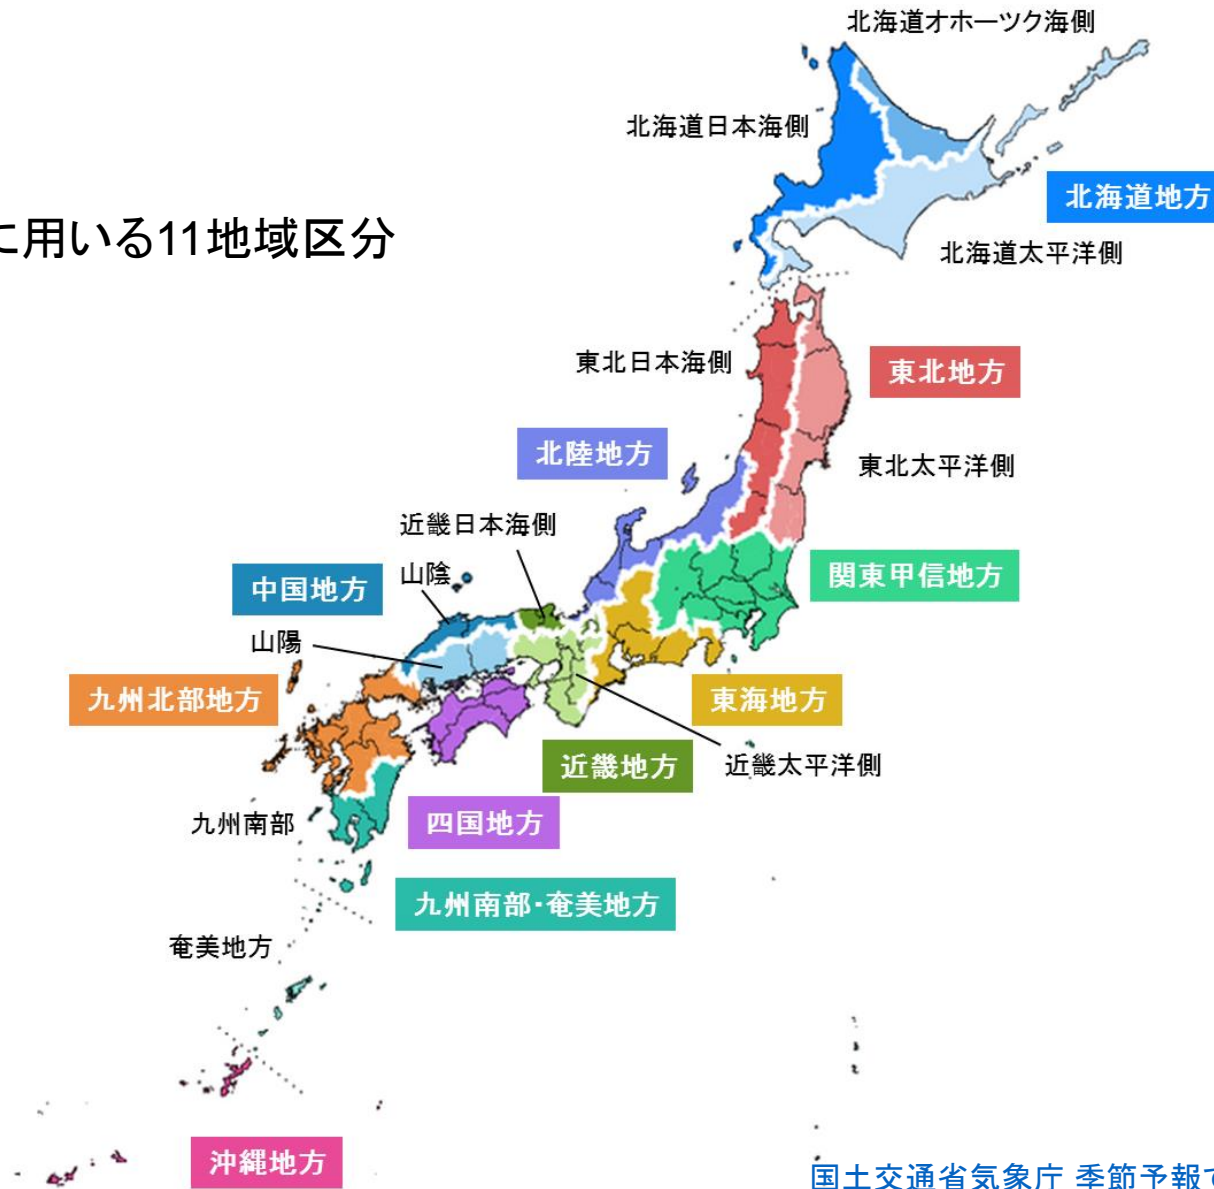 北海道オホーツク海側
北海道日本海側
北海道地方
に用いる11地域区分
北海道太平洋側
東北日本海側
東北地方
北陸地方
東北太平洋側
近畿日本海側
山陰
中国地方
関東甲信地方
山陽
九州北部地方
東海地方
近畿地方
近畿太平洋側
九州南部
四国地方
九州南部・奄美地方
奄美地方
沖縄地方
国土交通省気象庁 季節予報で